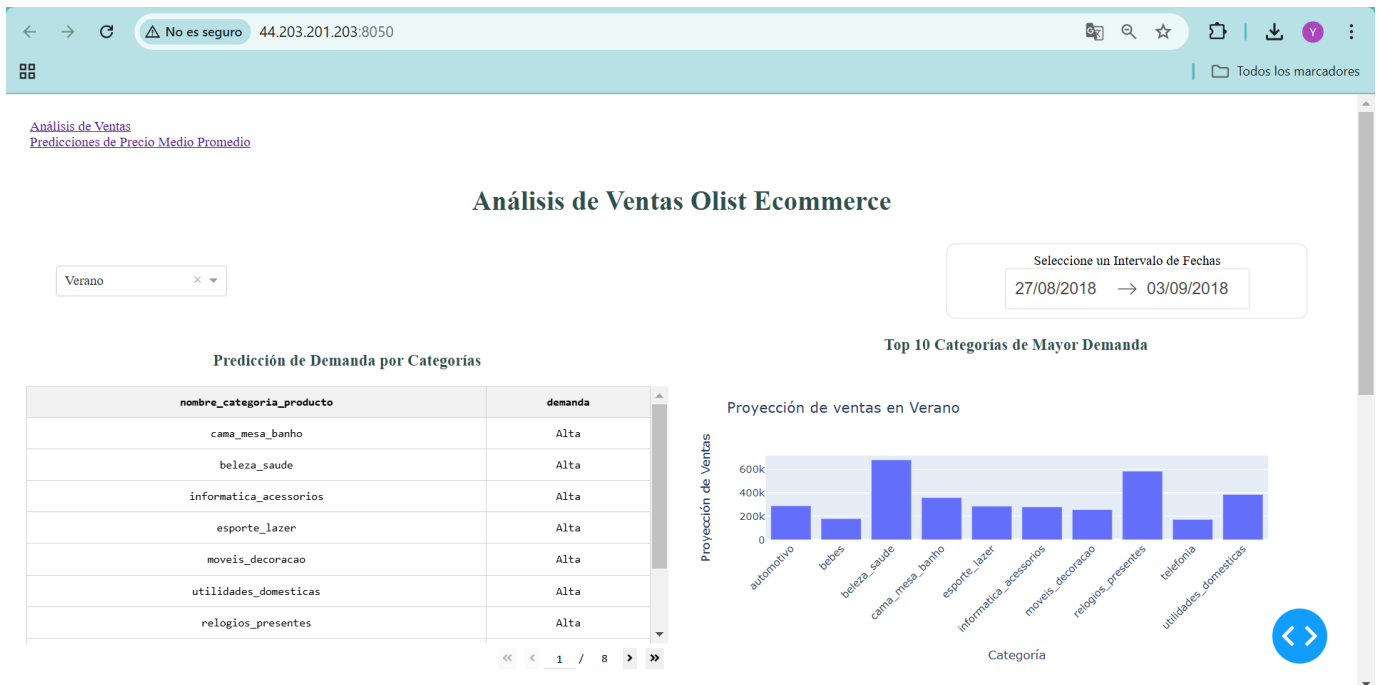 No es seguro 44.203.201.203:8050
Y
Todos los marcadores
Análisis de Ventas
Predicciones de Precio Medio Promedio
Análisis de Ventas Olist Ecommerce
Verano
Seleccione un Intervalo de Fechas
27/08/2018 → 03/09/2018
Predicción de Demanda por Categorías
nombre_categoria_producto demanda
cama_mesa_banho Alta
beleza_saude Alta
informatica_acessorios Alta
esporte_lazer Alta
moveis_decoracao Alta
utilidades_domesticas Alta
relogios_presentes Alta
« < 1 / 8 > »
Top 10 Categorías de Mayor Demanda
Proyección de ventas en Verano
Proyección de Ventas
600k
400k
200k
0
automotivo
bebes
beleza_saude
cama_mesa_banho
esporte_lazer
informatica_acessorios
moveis_decoracao
relogios_presentes
telefonia
utilidades_domesticas
Categoría